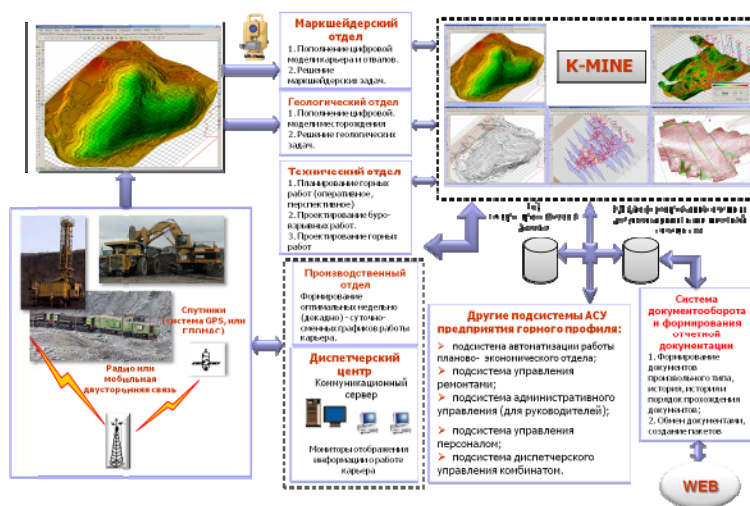 Маркшейдерский
отдел
1. Пополнение цифровой
модели карьера и отвалов.
2. Решение
маркшейдерских задач.
Геологический отдел
1. Пополнение цифровой.
модели месторождения
2. Решение геологических
задач.
Технический отдел
1. Планирование горных
работ (оперативное,
перспективное)
2. Проектирование буро-
взрывных работ.
3. Проектирование горных
работ
K-MINE
Производственный
отдел
Формирование
оптимальных недельно
(декадно) - суточно-
сменных графиков работы
карьера.
Диспетчерский
центр
Коммуникационный
сервер
Мониторы отображения
информации о работе
карьера
Спутники
(система GPS, или
ГЛОНАС)
Радио или
мобильная
двусторонняя связь
Другие подсистемы АСУ
предприятия горного профиля:
подсистема автоматизации работы
планово- экономического отдела;
подсистема управления
ремонтами;
подсистема административного
управления (для руководителей);
подсистема управления
персоналом;
подсистема диспетчерского
управления комбинатом.
Система
документооборота
и формирования
отчетной
документации
1. Формирование
документов
произвольного типа,
история, история и
порядок прохождения
документов;
2. Обмен документами,
создание пакетов
WEB